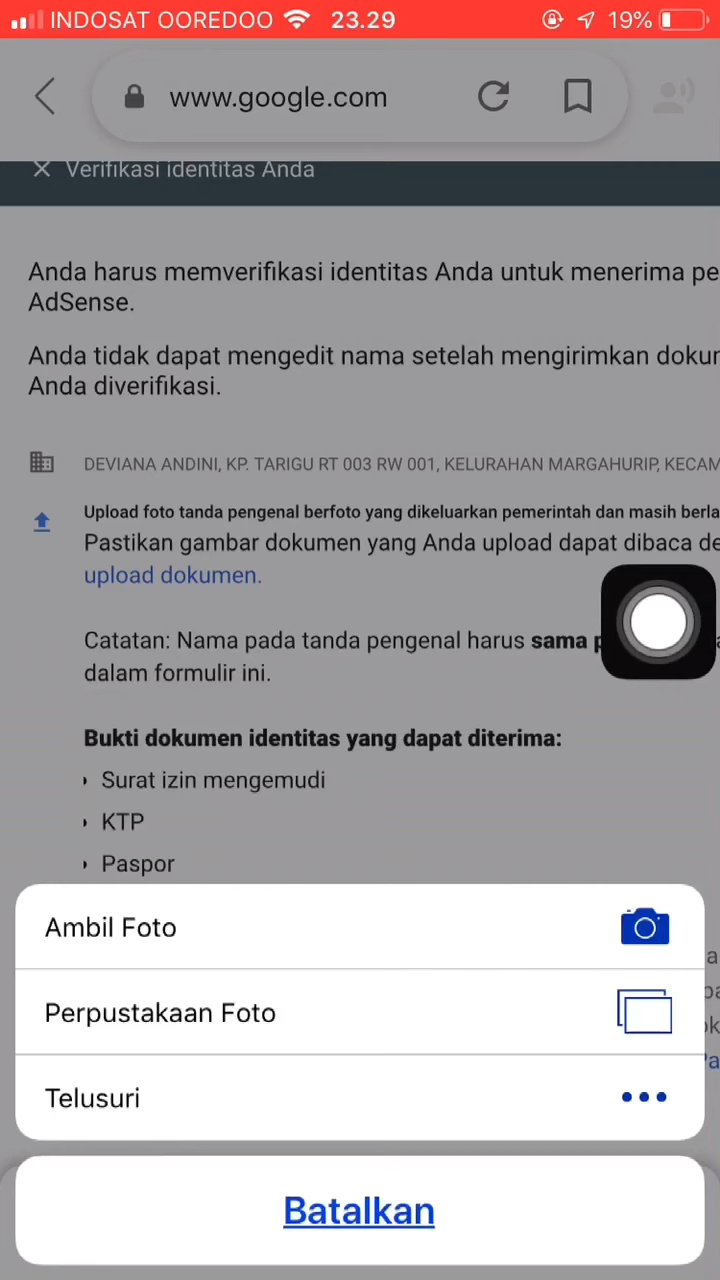 INDOSAT OOREDOO 23.29 19%
www.google.com
Verifikasi identitas Anda
Anda harus memverifikasi identitas Anda untuk menerima pe
AdSense.
Anda tidak dapat mengedit nama setelah mengirimkan dokum
Anda diverifikasi.
DEVIANA ANDINI, KP. TARIGU RT 003 RW 001, KELURAHAN MARGAHURIP, KECAM
Upload foto tanda pengenal berfoto yang dikeluarkan pemerintah dan masih berla
Pastikan gambar dokumen yang Anda upload dapat dibaca de
upload dokumen.
Catatan: Nama pada tanda pengenal harus sama p
dalam formulir ini.
Bukti dokumen identitas yang dapat diterima:
Surat izin mengemudi
KTP
Paspor
Ambil Foto
Perpustakaan Foto
Telusuri
Batalkan